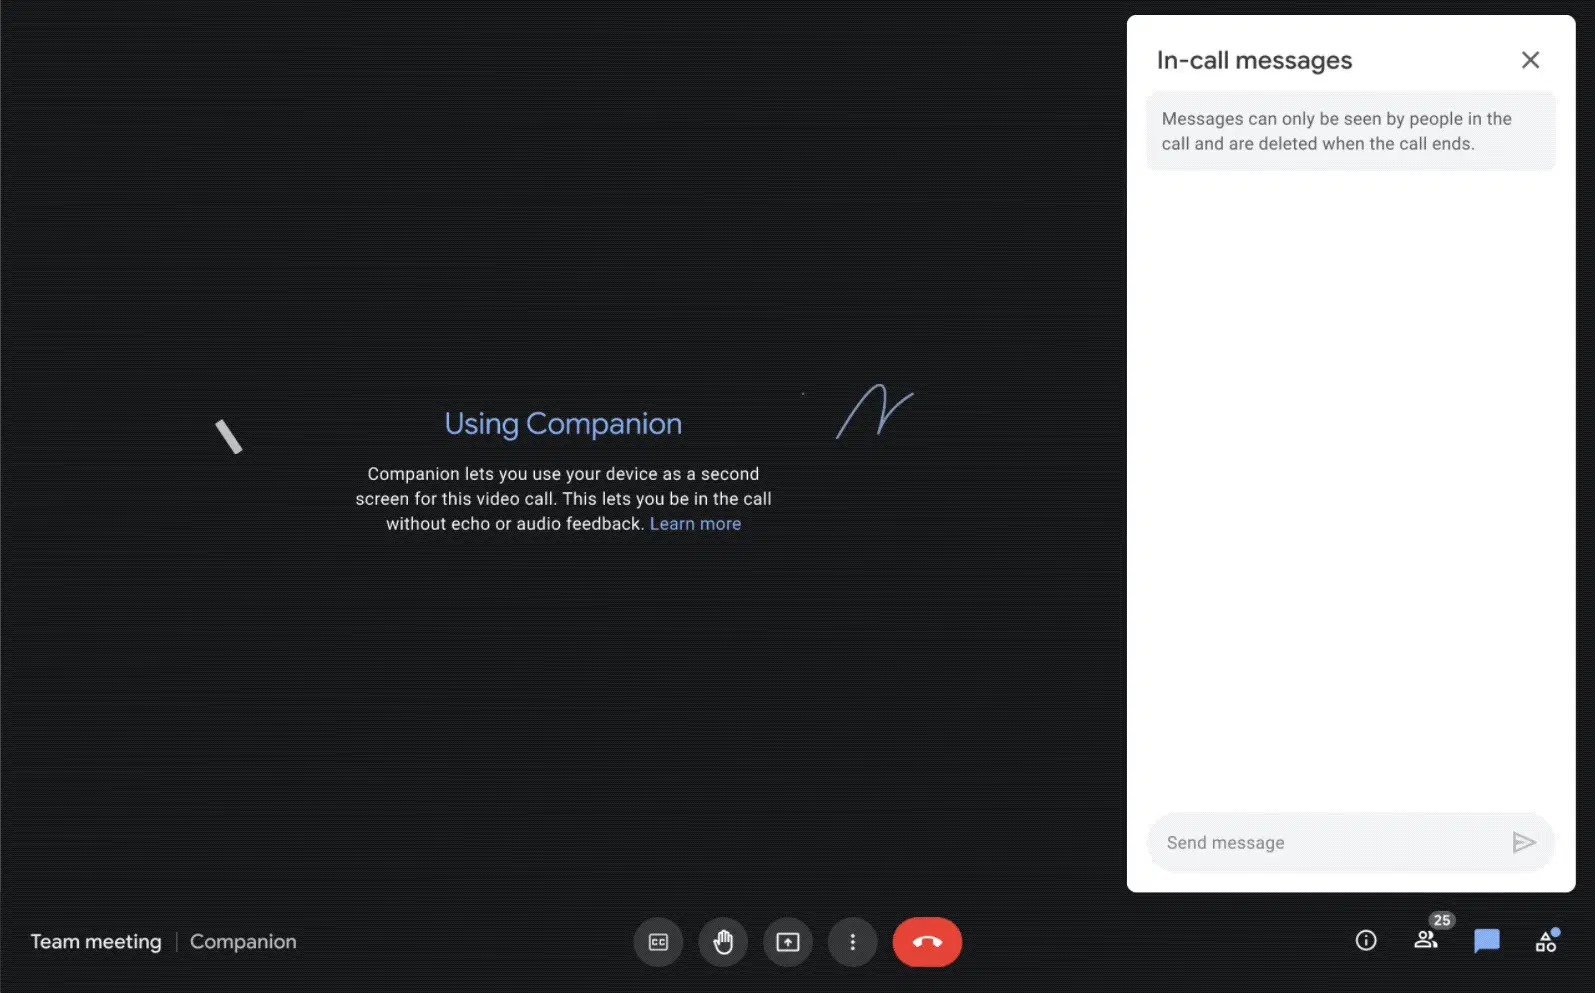 In-call messages
Messages can only be seen by people in the
call and are deleted when the call ends.
Using Companion
Companion lets you use your device as a second
screen for this video call. This lets you be in the call
without echo or audio feedback. Learn more
Send message
Team meeting | Companion
CC
25